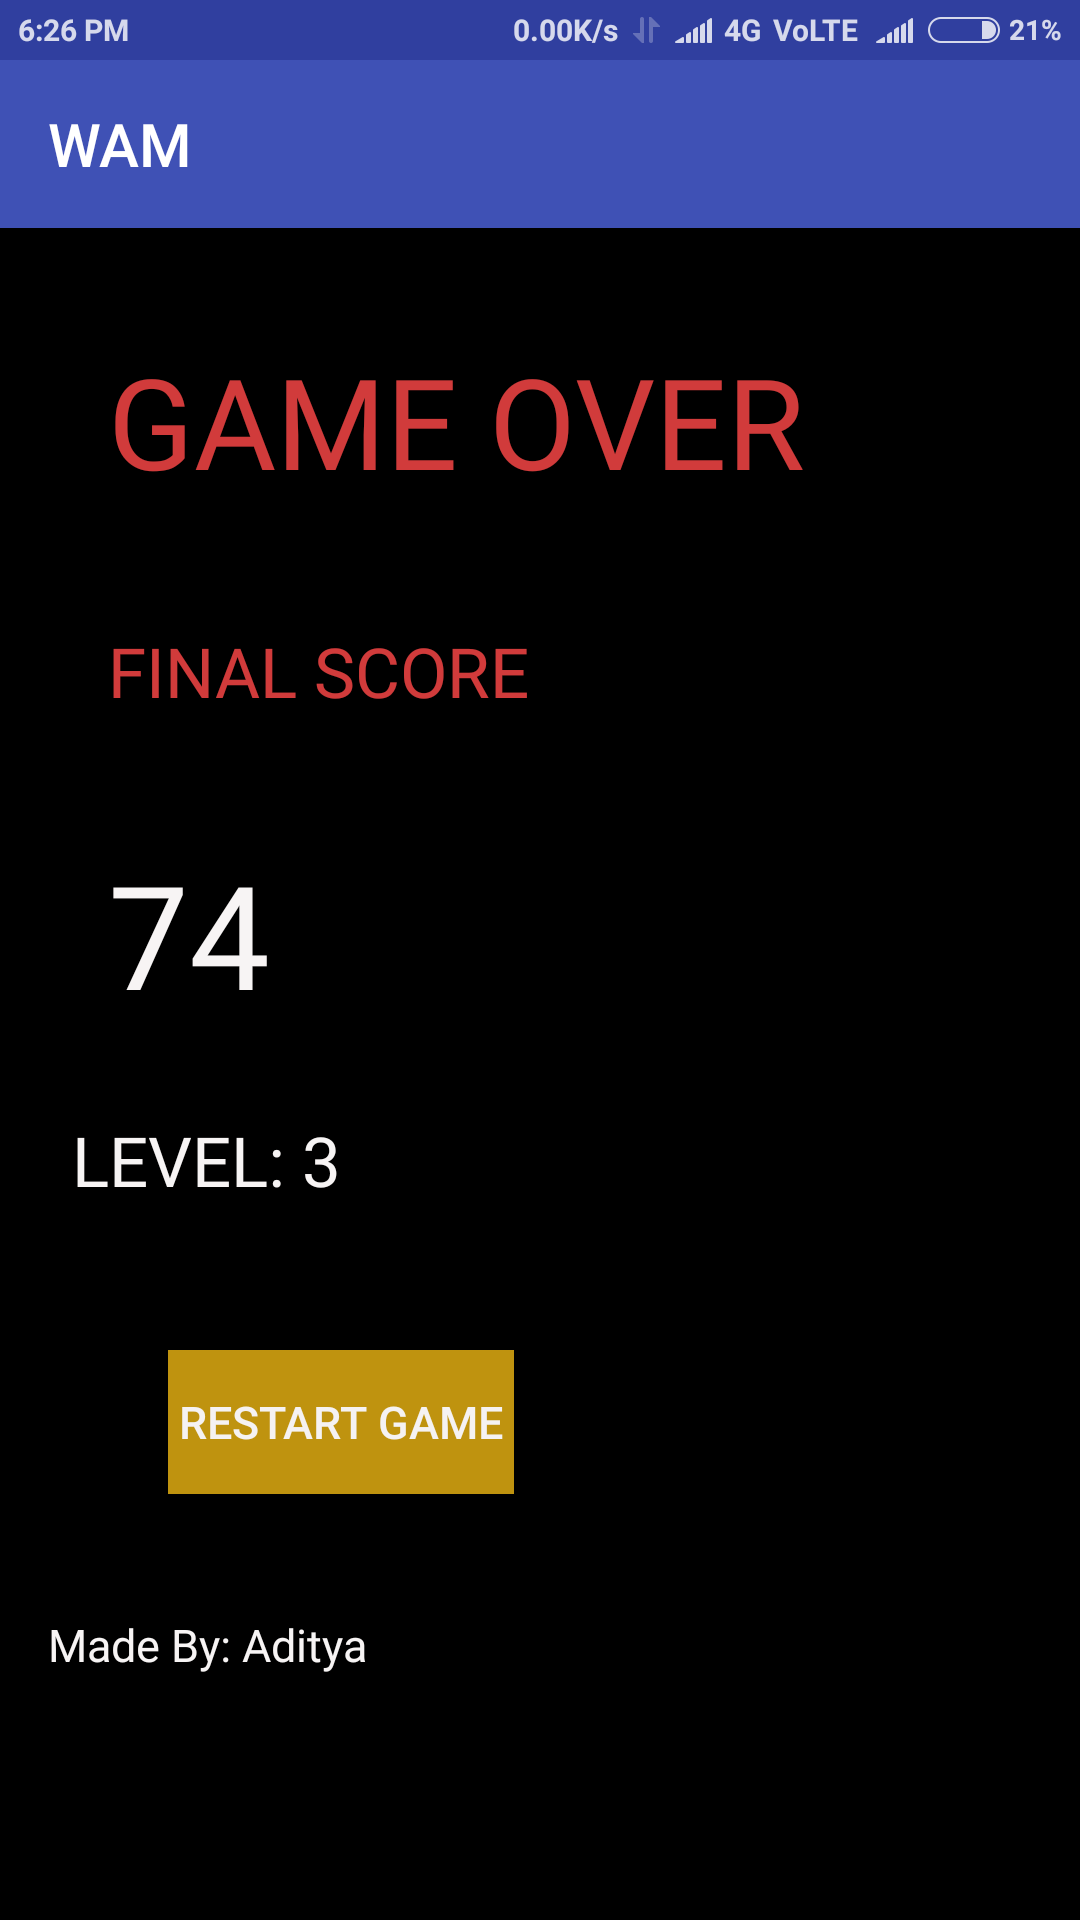 6:26 PM 0.00K/s 4G VoLTE 21%
WAM
GAME OVER
FINAL SCORE
74
LEVEL: 3
RESTART GAME
Made By: Aditya